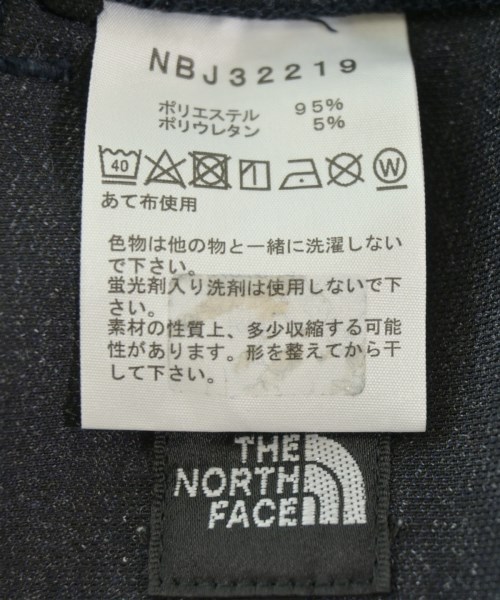 NBJ32219
ポリエステル 95%
ポリウレタン 5%
40 W
あて布使用
色物は他の物と一緒に洗濯しない
で下さい。
蛍光剤入り洗剤は使用しないで下
さい。
素材の性質上、多少収縮する可能
性があります。形を整えてから干
して下さい。
THE
NORTH
FACE